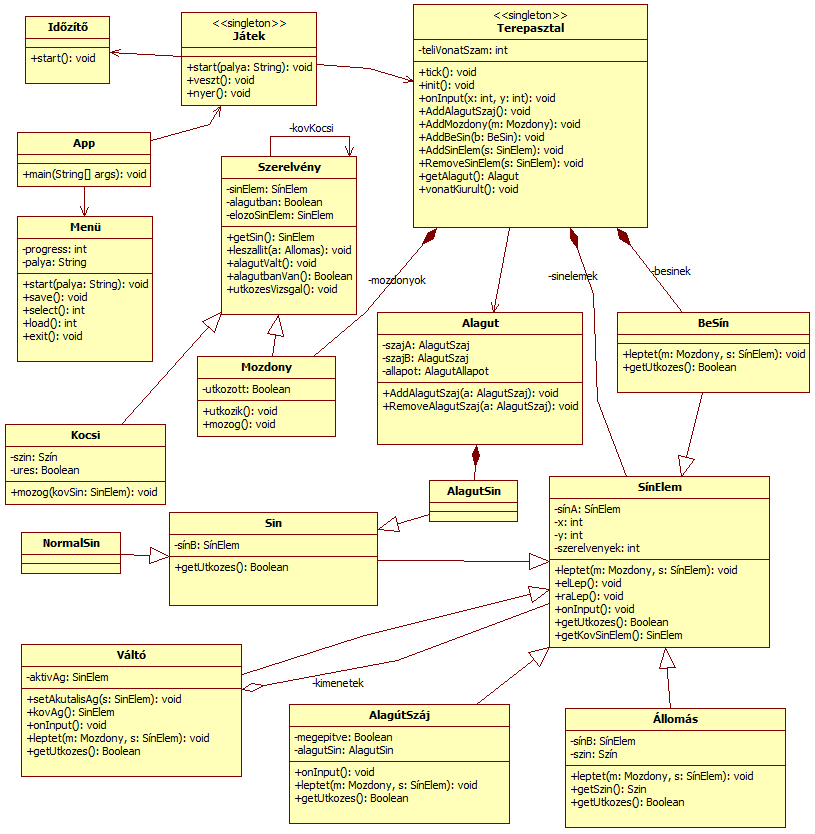 Időzítő
+start(): void
<<singleton>>
Játek
+start(palya: String): void
+veszt(): void
+nyer(): void
<<singleton>>
Terepasztal
-teliVonatSzam: int
+tick(): void
+init(): void
+onInput(x: int, y: int): void
+AddAlagutSzaj(): void
+AddMozdony(m: Mozdony): void
+AddBeSin(b: BeSin): void
+AddSinElem(s: SinElem): void
+RemoveSinElem(s: SinElem): void
+getAlagut(): Alagut
+vonatKiurult(): void
App
+main(String[] args): void
-kovKocsi
Szerelvény
-sinElem: SínElem
-alagutban: Boolean
-elozoSinElem: SinElem
+getSin(): SinElem
+leszallit(a: Allomas): void
+alagutValt(): void
+alagutbanVan(): Boolean
+utkozesVizsgal(): void
Menü
-progress: int
-palya: String
+start(palya: String): void
+save(): void
+select(): int
+load(): int
+exit(): void
-mozdonyok
-sinelemek
-besinek
Alagut
-szajA: AlagutSzaj
-szajB: AlagutSzaj
-allapot: AlagutAllapot
+AddAlagutSzaj(a: AlagutSzaj): void
+RemoveAlagutSzaj(a: AlagutSzaj): void
BeSín
+leptet(m: Mozdony, s: SínElem): void
+getUtkozes(): Boolean
Mozdony
-utkozott: Boolean
+utkozik(): void
+mozog(): void
Kocsi
-szin: Szín
-ures: Boolean
+mozog(kovSin: SinElem): void
AlagutSin
SínElem
-sínA: SínElem
-x: int
-y: int
-szerelvenyek: int
+leptet(m: Mozdony, s: SínElem): void
+elLep(): void
+raLep(): void
+onInput(): void
+getUtkozes(): Boolean
+getKovSinElem(): SinElem
Sin
-sínB: SínElem
+getUtkozes(): Boolean
NormalSin
Váltó
-aktivAg: SinElem
+setAkutalisAg(s: SinElem): void
+kovAg(): SinElem
+onInput(): void
+leptet(m: Mozdony, s: SínElem): void
+getUtkozes(): Boolean
-kimenetek
AlagútSzáj
-megepitve: Boolean
-alagutSin: AlagutSin
+onInput(): void
+leptet(m: Mozdony, s: SínElem): void
+getUtkozes(): Boolean
Állomás
-sínB: SínElem
-szin: Szín
+leptet(m: Mozdony, s: SínElem): void
+getSzin(): Szin
+getUtkozes(): Boolean